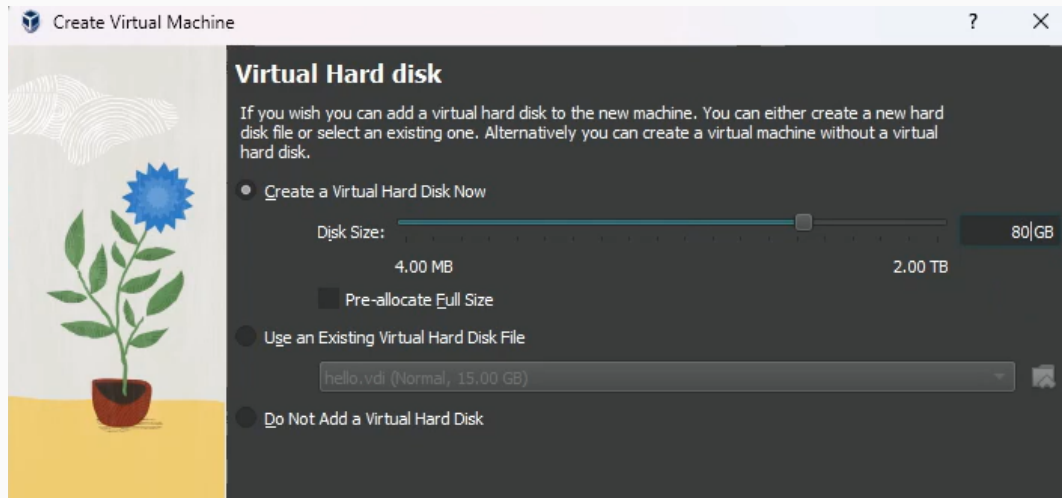 Create Virtual Machine ?
Virtual Hard disk
If you wish you can add a virtual hard disk to the new machine. You can either create a new hard
disk file or select an existing one. Alternatively you can create a virtual machine without a virtual
hard disk.
Create a Virtual Hard Disk Now
Disk Size: 80 GB
4.00 MB 2.00 TB
Pre-allocate Full Size
Use an Existing Virtual Hard Disk File
hello.vdi (Normal, 15.00 GB)
Do Not Add a Virtual Hard Disk